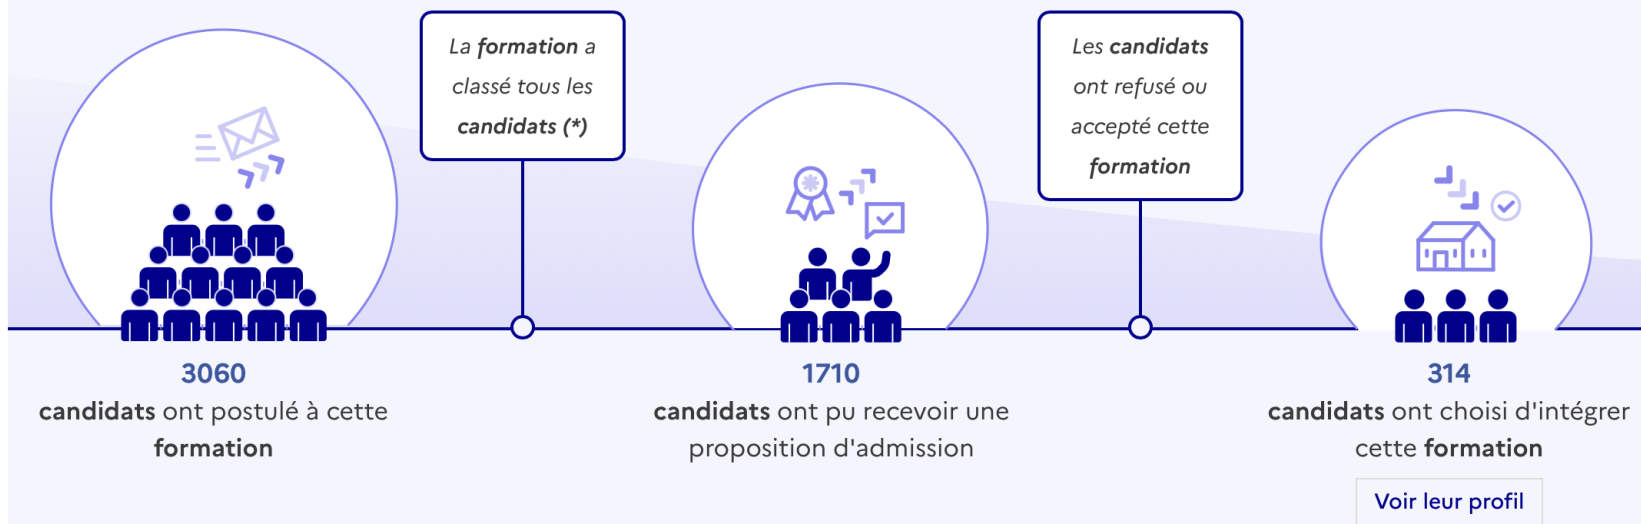 La formation a
classé tous les
candidats (*)
Les candidats
ont refusé ou
accepté cette
formation
3060
candidats ont postulé à cette
formation
1710
candidats ont pu recevoir une
proposition d'admission
314
candidats ont choisi d'intégrer
cette formation
Voir leur profil